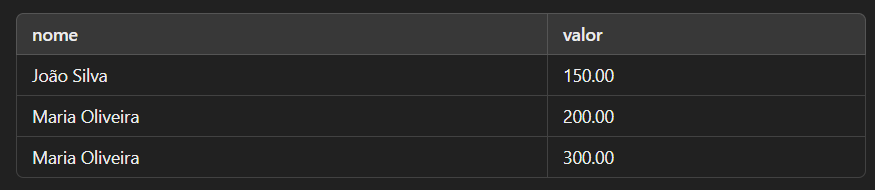 nome valor
João Silva 150.00
Maria Oliveira 200.00
Maria Oliveira 300.00